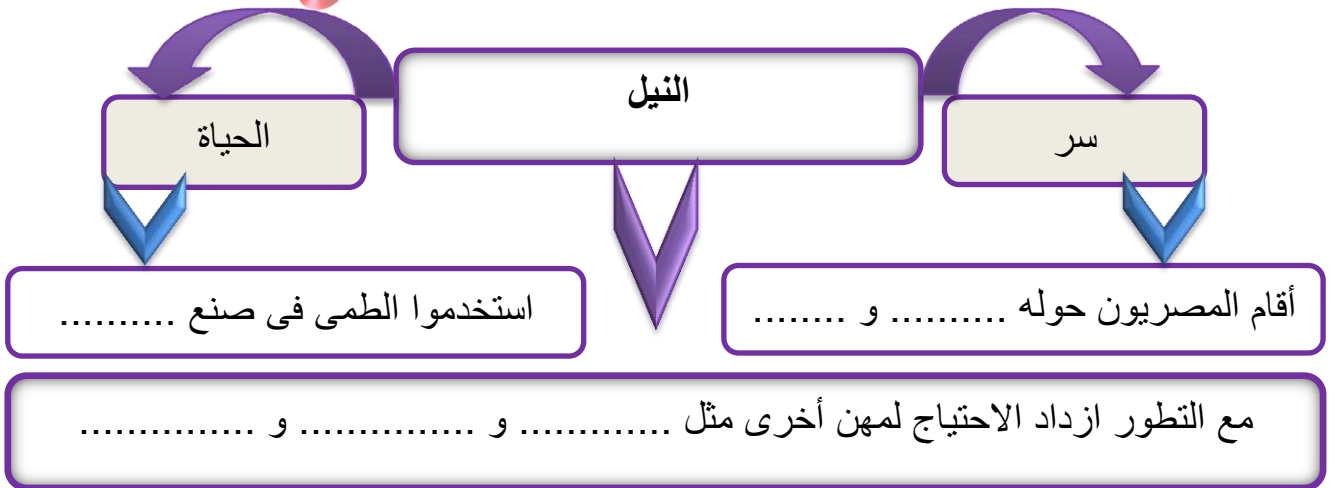 النيل
سر
الحياة
أقام المصريون حوله .......... و ........
استخدموا الطمى فى صنع ..........
مع التطور ازداد الاحتياج لمهن أخرى مثل ............. و ............... و ...............